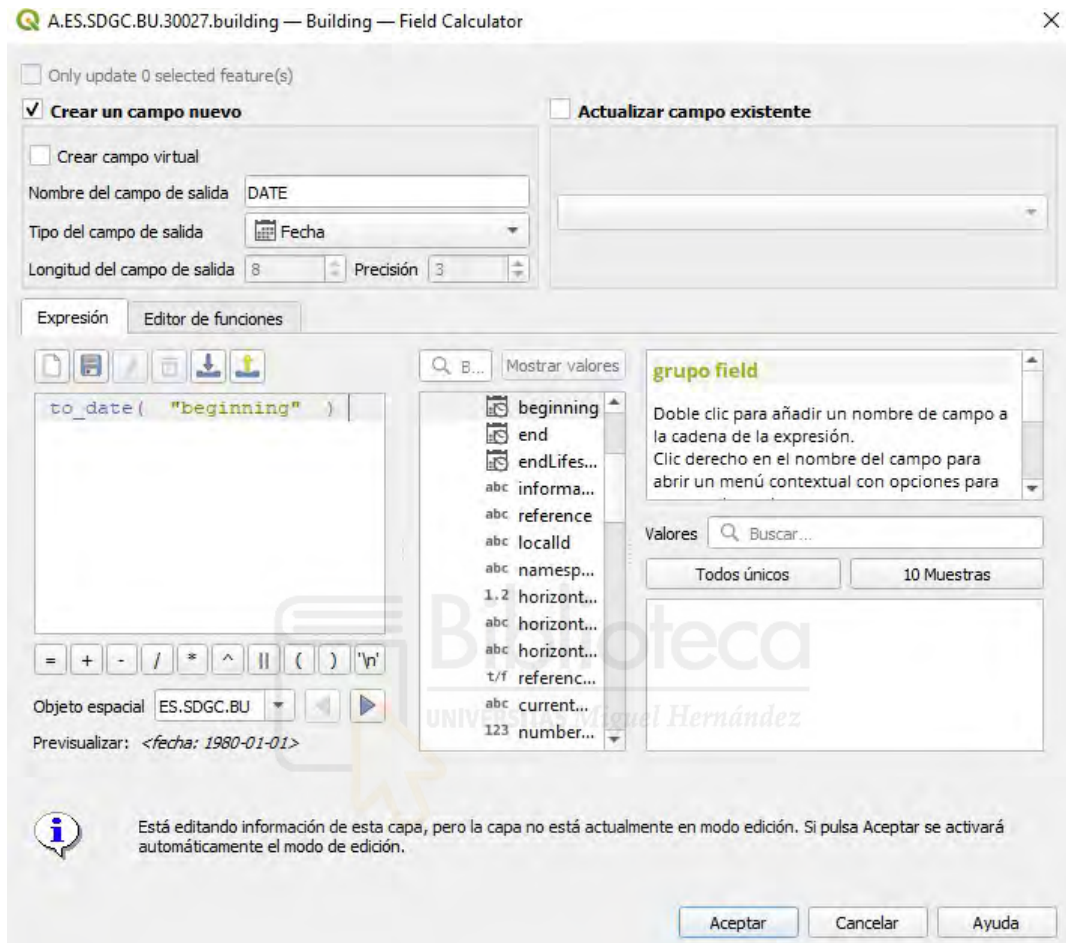 A.ES.SDGC.BU.30027.building — Building — Field Calculator
Only update 0 selected feature(s)
Crear un campo nuevo
Actualizar campo existente
Crear campo virtual
Nombre del campo de salida DATE
Tipo del campo de salida Fecha
Longitud del campo de salida 8 Precisión 3
Expresión Editor de funciones
B... Mostrar valores
to_date( "beginning" )
beginning
end
endLifes...
abc informa...
abc reference
abc localId
abc namesp...
1.2 horizont...
abc horizont...
abc horizont...
t/f referenc...
abc current...
123 number...
grupo field
Doble clic para añadir un nombre de campo a
la cadena de la expresión.
Clic derecho en el nombre del campo para
abrir un menú contextual con opciones para
Valores Buscar...
Todos únicos 10 Muestras
= + - / * ^ || ( ) '\n'
Objeto espacial ES.SDGC.BU
Previsualizar: <fecha: 1980-01-01>
Biblioteca
UNIVERSITAS Miguel Hernández
Está editando información de esta capa, pero la capa no está actualmente en modo edición. Si pulsa Aceptar se activará
automáticamente el modo de edición.
Aceptar Cancelar Ayuda